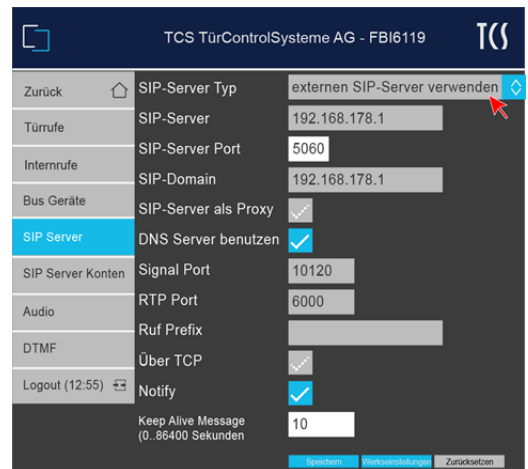 TCS TürControlSysteme AG - FBI6119
TCS
Zurück
SIP-Server Typ
externen SIP-Server verwenden
Türrufe
SIP-Server
192.168.178.1
Internrufe
SIP-Server Port
5060
Bus Geräte
SIP-Domain
192.168.178.1
SIP-Server als Proxy
SIP Server
DNS Server benutzen
SIP Server Konten
Signal Port
10120
Audio
RTP Port
6000
Ruf Prefix
DTMF
Über TCP
Logout (12:55)
Notify
Keep Alive Message
(0..86400 Sekunden
10
Speichern
Werkseinstellungen
Zurücksetzen